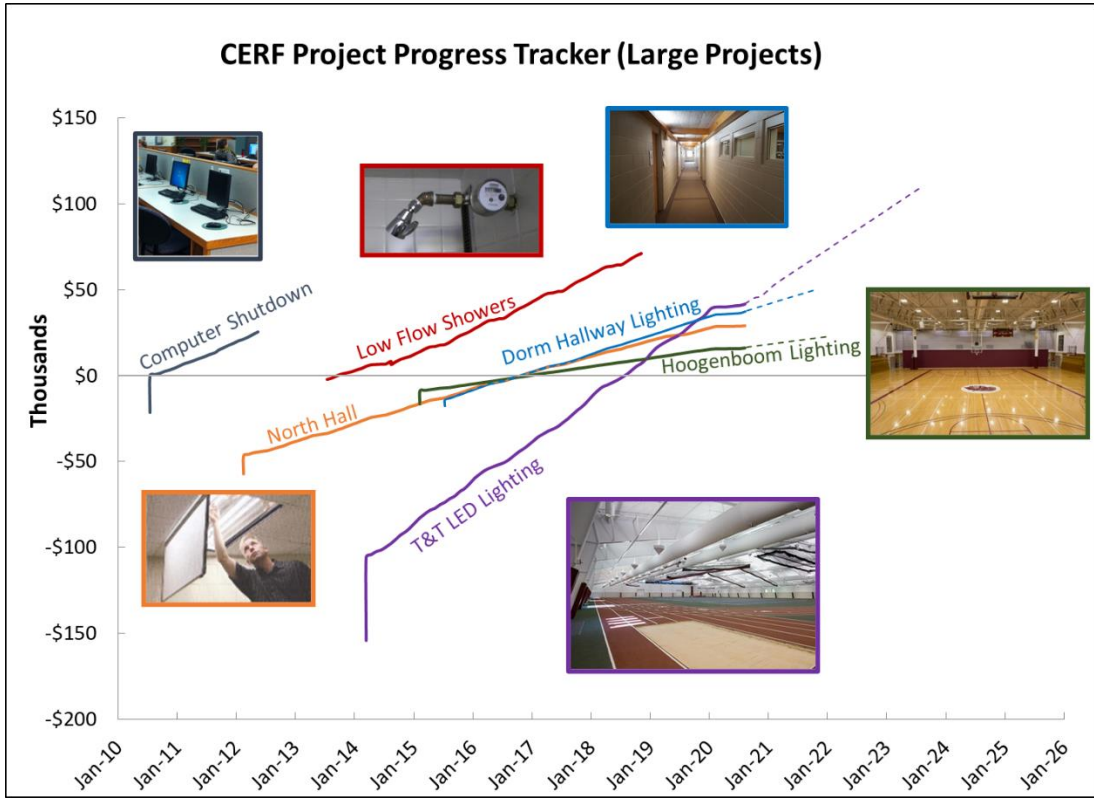 CERF Project Progress Tracker (Large Projects)
Thousands
$150
$100
$50
$0
-$50
-$100
-$150
-$200
Computer Shutdown
Low Flow Showers
Dorm Hallway Lighting
Hoogenboom Lighting
North Hall
T&T LED Lighting
Jan-10
Jan-11
Jan-12
Jan-13
Jan-14
Jan-15
Jan-16
Jan-17
Jan-18
Jan-19
Jan-20
Jan-21
Jan-22
Jan-23
Jan-24
Jan-25
Jan-26